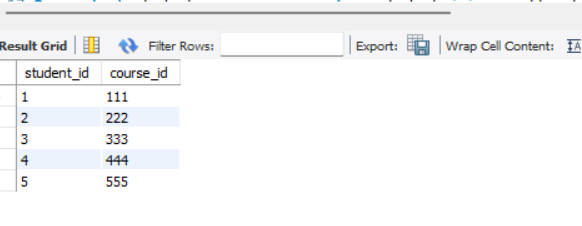 Result Grid Filter Rows: Export: Wrap Cell Content:
student_id course_id
1 111
2 222
3 333
4 444
5 555